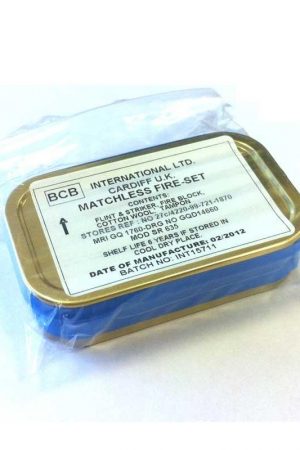 BCB
INTERNATIONAL LTD.
CARDIFF U.K.
MATCHLESS FIRE-SET
CONTENTS:
FLINT & STRIKER, FIRE BLOCK,
COTTON WOOL, TAMPON
STORES REF: NO 27c/4220-99-721-1870
MRI GQ 1760-DRG NO GQD14660
MOD SR 635
SHELF LIFE 6 YEARS IF STORED IN
COOL DRY PLACE.
DATE OF MANUFACTURE: 02/2012
BATCH NO: INT15711